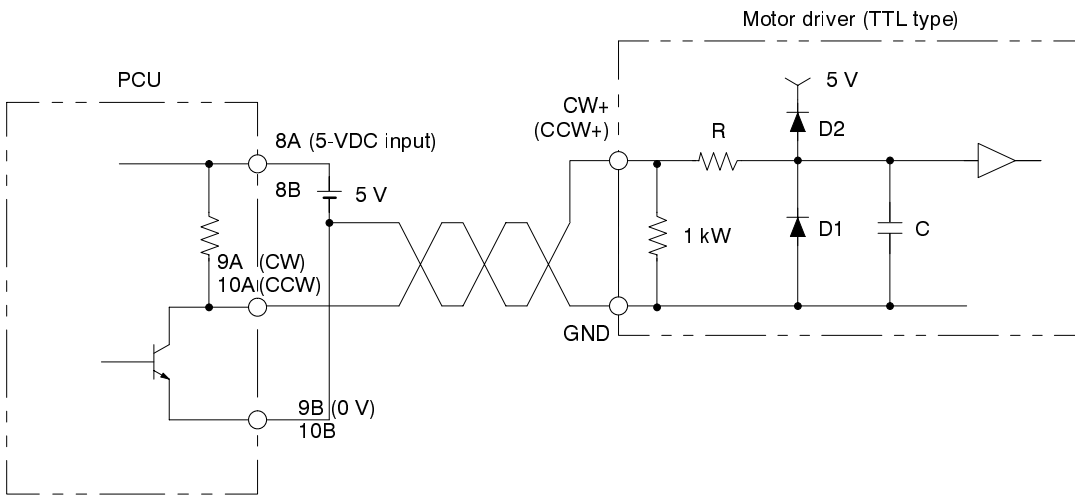 Motor driver (TTL type)
PCU
5 V
CW+
(CCW+)
R
D2
8A (5-VDC input)
8B
5 V
1 kW
D1
C
9A (CW)
10A (CCW)
GND
9B (0 V)
10B